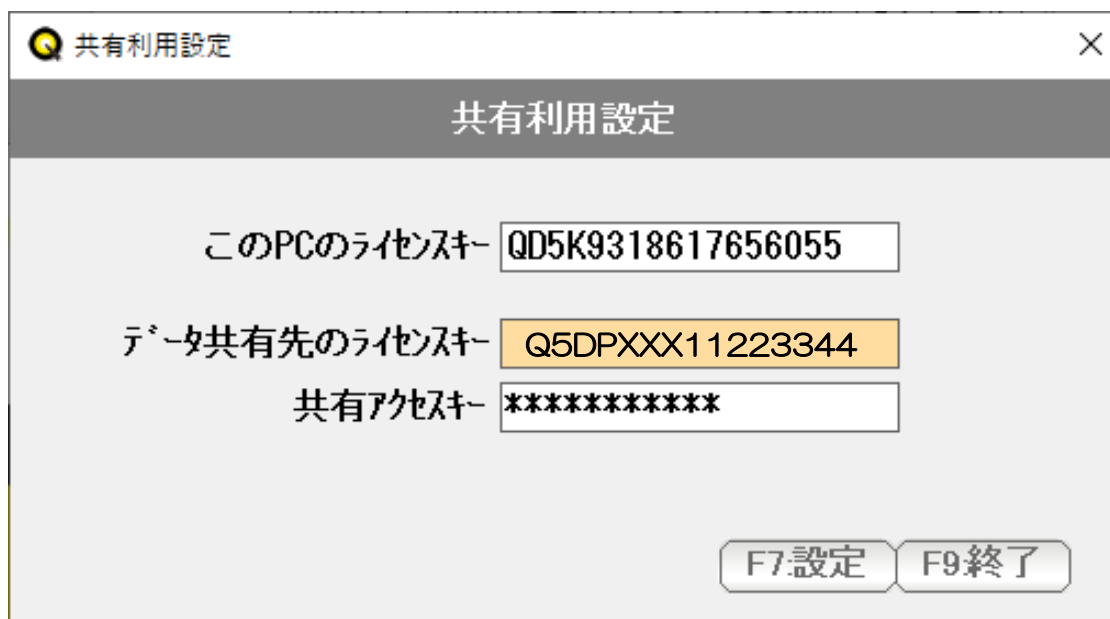 共有利用設定
共有利用設定
このPCのﾗｲｾﾝｽｷｰ QD5K9318617656055
ﾃﾞｰﾀ共有先のﾗｲｾﾝｽｷｰ Q5DPXXX11223344
共有ｱｸｾｽｷｰ ***********
F7:設定 F9:終了